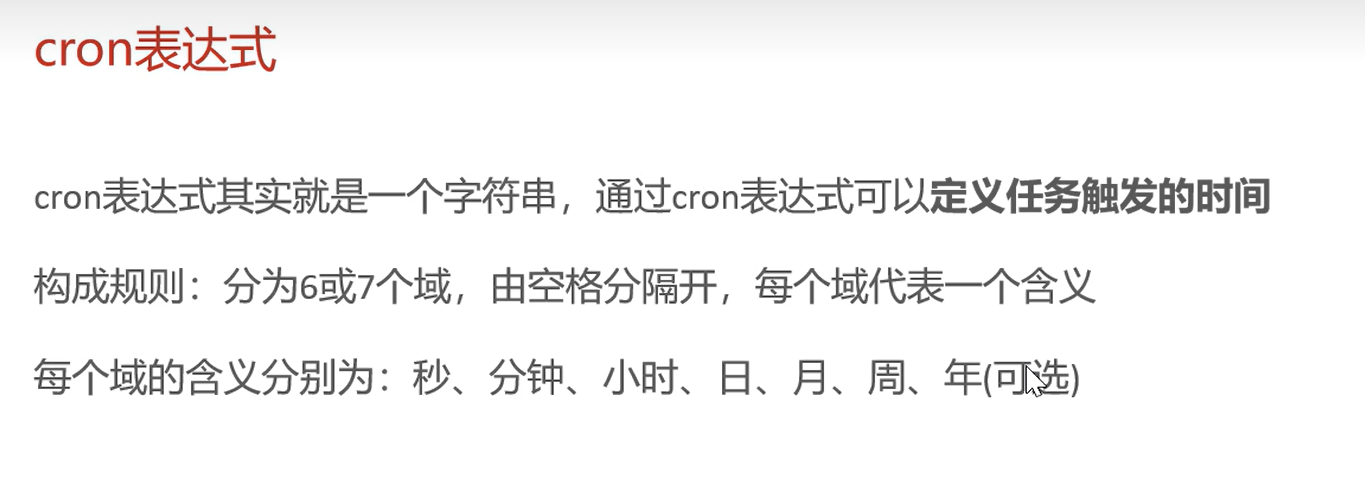 cron表达式
cron表达式其实就是一个字符串，通过cron表达式可以定义任务触发的时间
构成规则：分为6或7个域，由空格分隔开，每个域代表一个含义
每个域的含义分别为：秒、分钟、小时、日、月、周、年(可选)